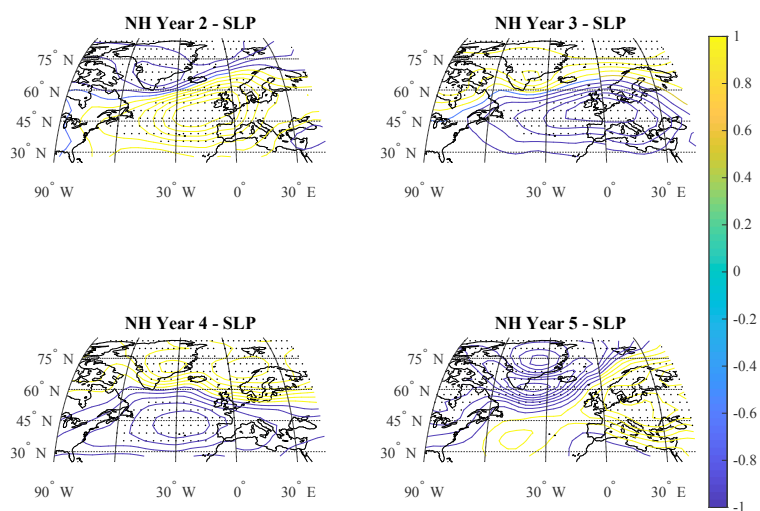 NH Year 2 - SLP
75° N
60° N
45° N
30° N
90° W
30° W
0° E
30° E
NH Year 3 - SLP
75° N
60° N
45° N
30° N
90° W
30° W
0° E
30° E
NH Year 4 - SLP
75° N
60° N
45° N
30° N
90° W
30° W
0° E
30° E
NH Year 5 - SLP
75° N
60° N
45° N
30° N
90° W
30° W
0° E
30° E
1
0.8
0.6
0.4
0.2
0
-0.2
-0.4
-0.6
-0.8
-1